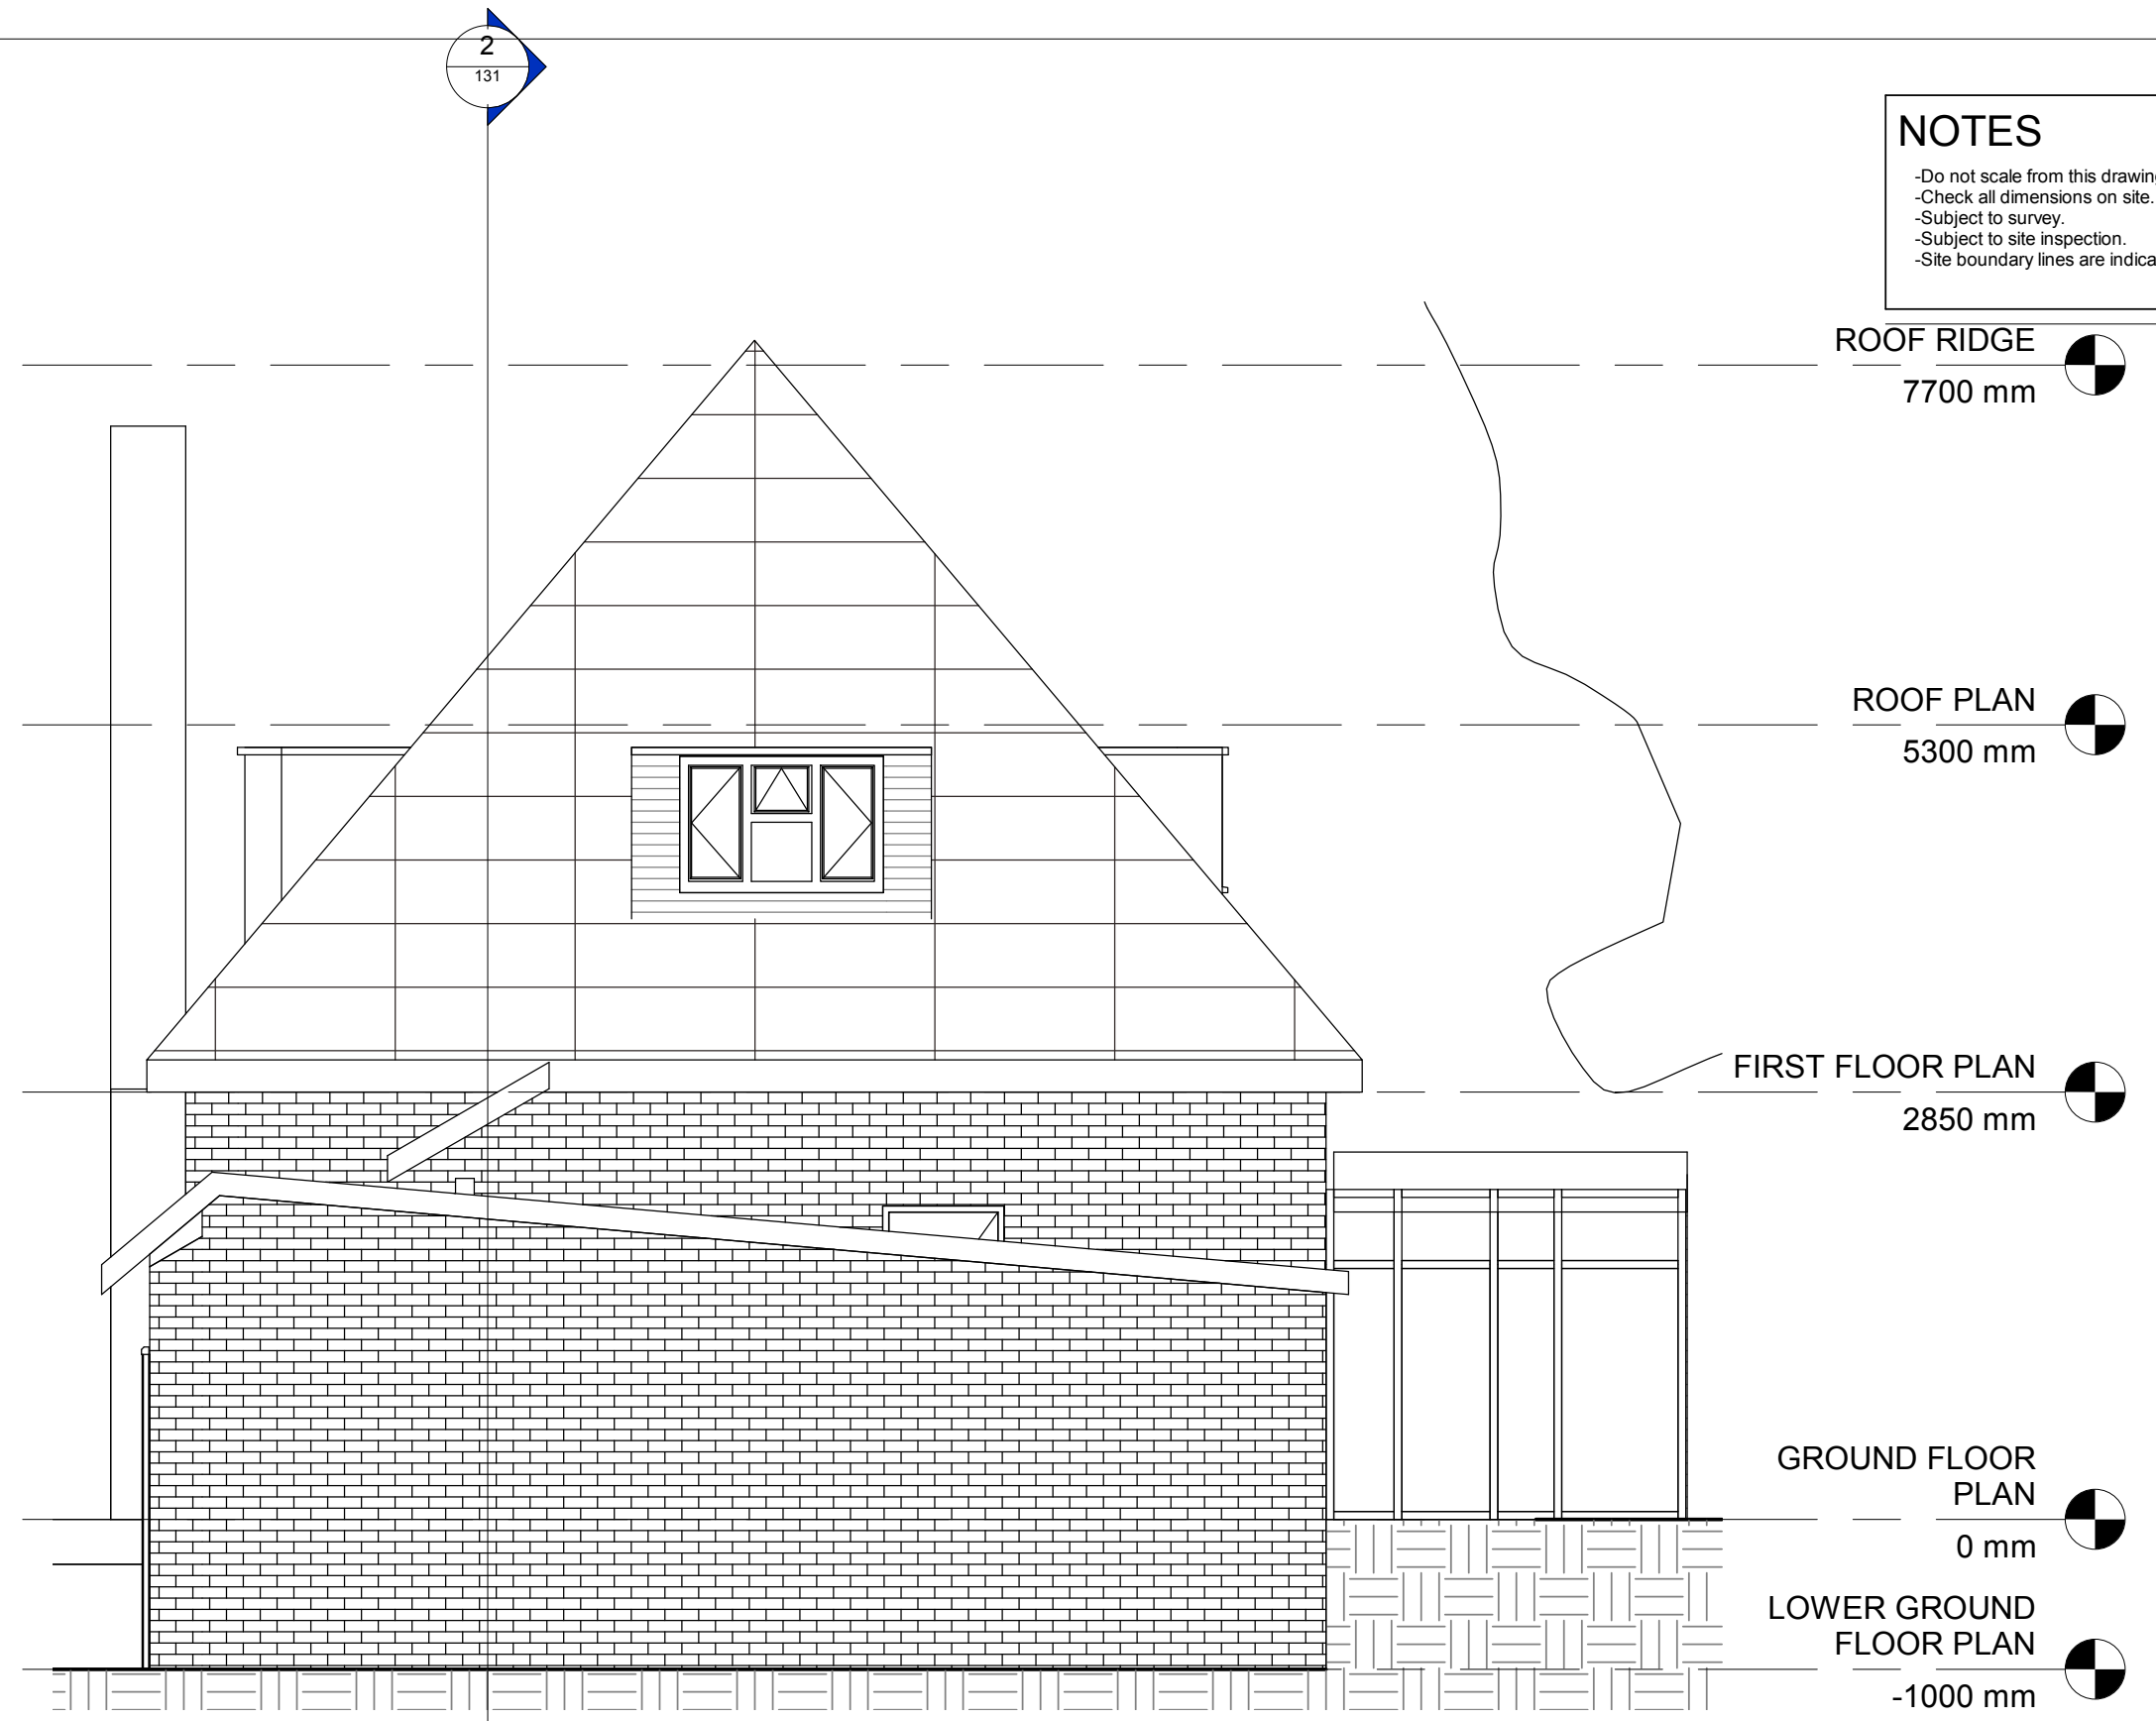 2
131
NOTES
-Do not scale from this drawin
-Check all dimensions on site.
-Subject to survey.
-Subject to site inspection.
-Site boundary lines are indica
ROOF RIDGE
7700 mm
ROOF PLAN
5300 mm
FIRST FLOOR PLAN
2850 mm
GROUND FLOOR
PLAN
0 mm
LOWER GROUND
FLOOR PLAN
-1000 mm